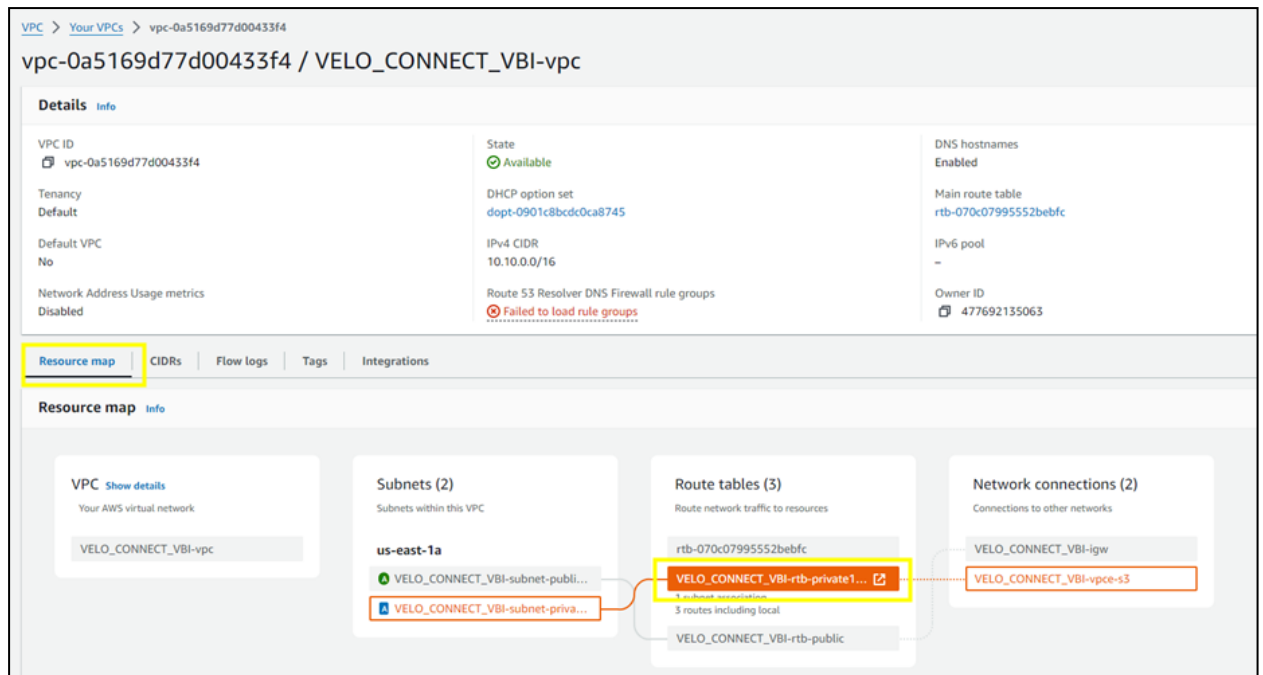 VPC > Your VPCs > vpc-0a5169d77d00433f4
vpc-0a5169d77d00433f4 / VELO_CONNECT_VBI-vpc
Details Info
VPC ID
vpc-0a5169d77d00433f4
State
Available
DNS hostnames
Enabled
Tenancy
Default
DHCP option set
dopt-0901c8bcdc0ca8745
Main route table
rtb-070c07995552bebfc
Default VPC
No
IPv4 CIDR
10.10.0.0/16
IPv6 pool
–
Network Address Usage metrics
Disabled
Route 53 Resolver DNS Firewall rule groups
Failed to load rule groups
Owner ID
477692135063
Resource map CIDRs Flow logs Tags Integrations
Resource map Info
VPC Show details
Your AWS virtual network
VELO_CONNECT_VBI-vpc
Subnets (2)
Subnets within this VPC
us-east-1a
A VELO_CONNECT_VBI-subnet-publi...
A VELO_CONNECT_VBI-subnet-priva...
Route tables (3)
Route network traffic to resources
rtb-070c07995552bebfc
VELO_CONNECT_VBI-rtb-private1...
1 subnet association
3 routes including local
VELO_CONNECT_VBI-rtb-public
Network connections (2)
Connections to other networks
VELO_CONNECT_VBI-igw
VELO_CONNECT_VBI-vpce-s3